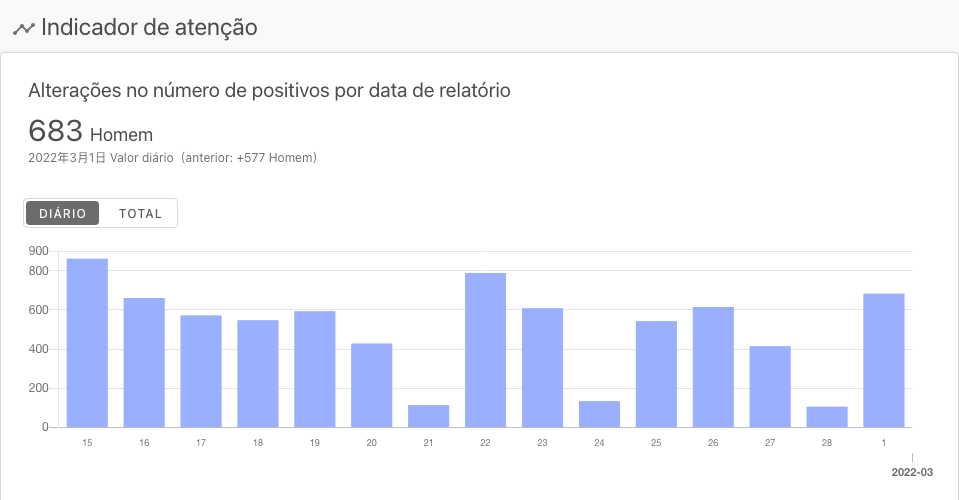 Indicador de atenção
Alterações no número de positivos por data de relatório
683 Homem
2022年3月1日 Valor diário（anterior: +577 Homem）
DIÁRIO TOTAL
900
800
600
400
200
0
15 16 17 18 19 20 21 22 23 24 25 26 27 28 1
2022-03